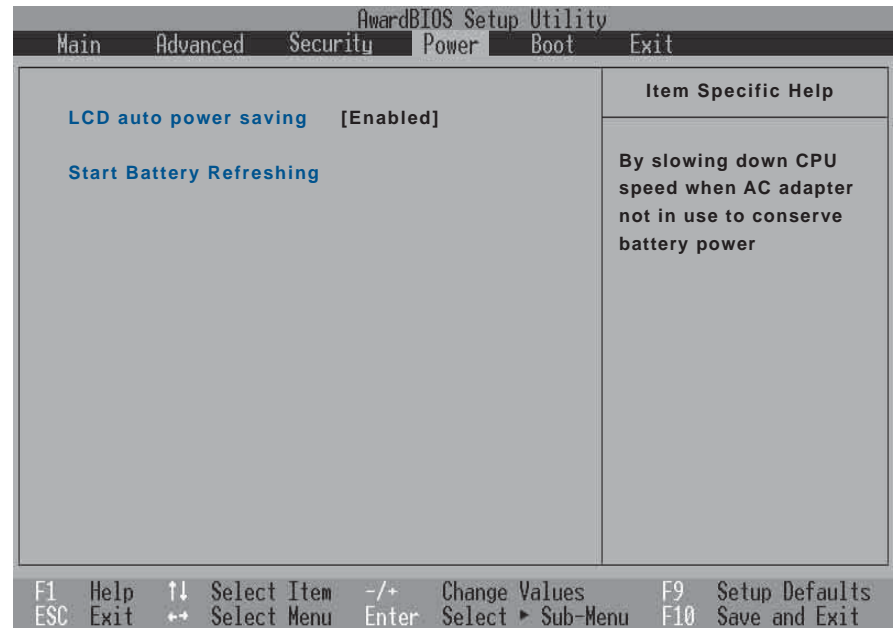 AwardBIOS Setup Utility
Main Advanced Security Power Boot Exit
LCD auto power saving [Enabled]
Start Battery Refreshing
Item Specific Help
By slowing down CPU
speed when AC adapter
not in use to conserve
battery power
F1 Help ↑↓ Select Item -/+ Change Values F9 Setup Defaults
ESC Exit ←→ Select Menu Enter Select ▶ Sub-Menu F10 Save and Exit